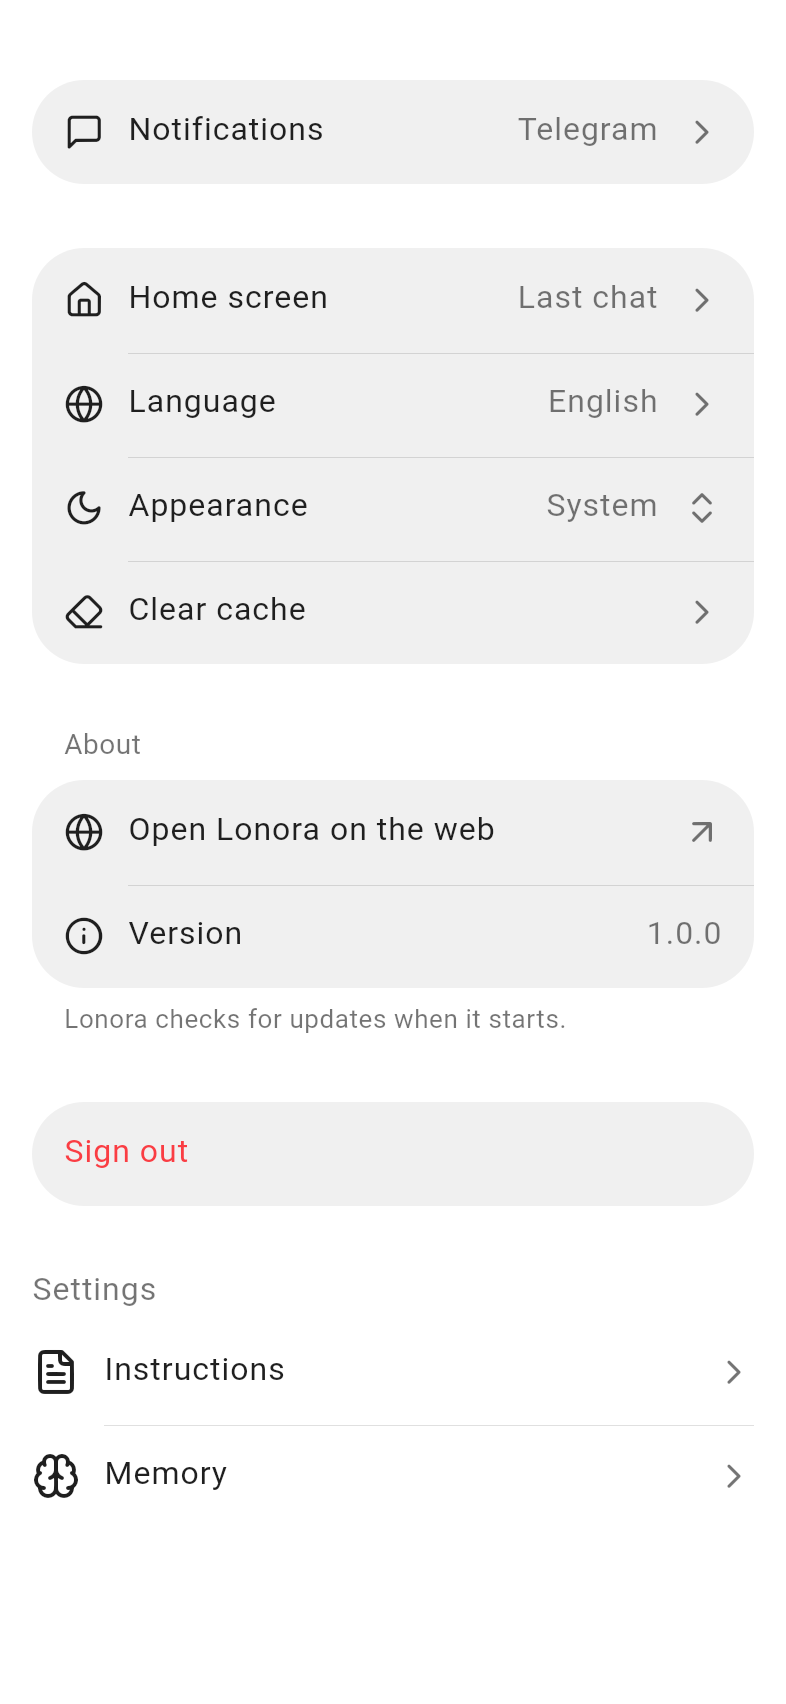 Notifications Telegram
Home screen Last chat
Language English
Appearance System
Clear cache
About
Open Lonora on the web
Version 1.0.0
Lonora checks for updates when it starts.
Sign out
Settings
Instructions
Memory